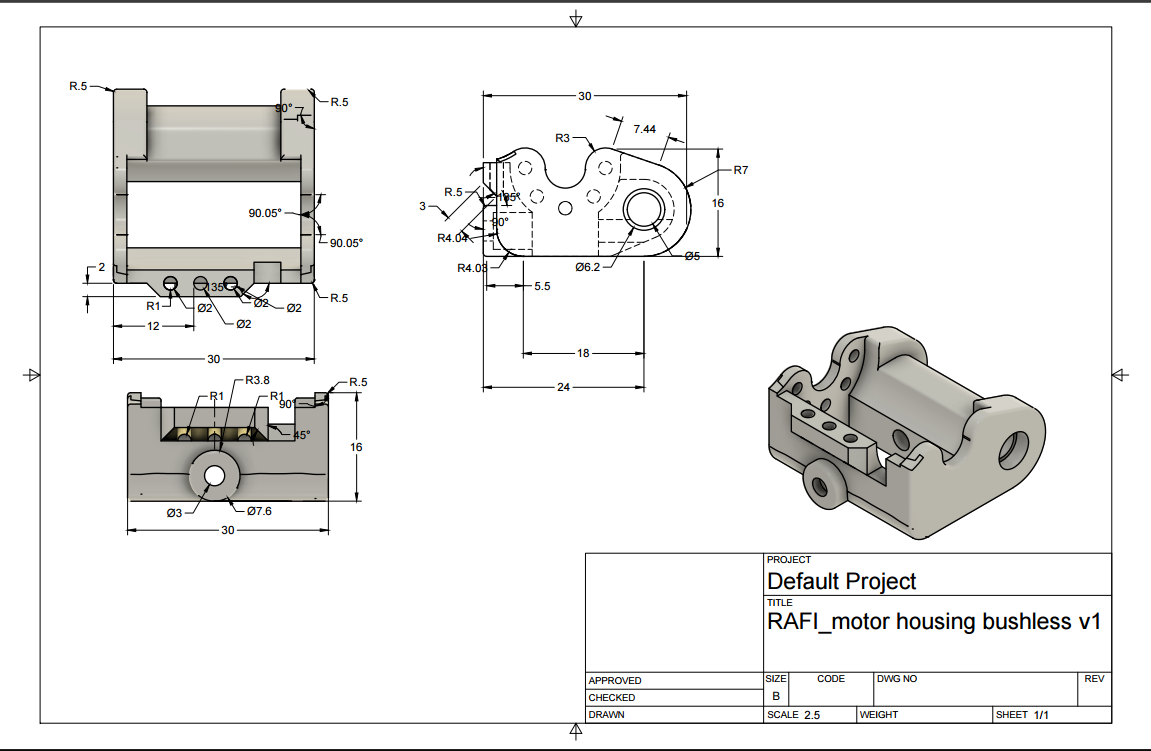 R.5
R.5
90°
90.05°
90.05°
2
135°
R1
Ø2
Ø2
Ø2
Ø2
R.5
12
30
30
7.44
R3
R7
R.5
135°
3
16
90°
R4.04
R4.03
Ø6.2
Ø5
5.5
18
24
R3.8
R.5
R1
R1
90°
45°
16
Ø3
Ø7.6
30
PROJECT
Default Project
TITLE
RAFI_motor housing bushless v1
APPROVED
SIZE CODE DWG NO REV
CHECKED
B
DRAWN
SCALE 2.5 WEIGHT SHEET 1/1